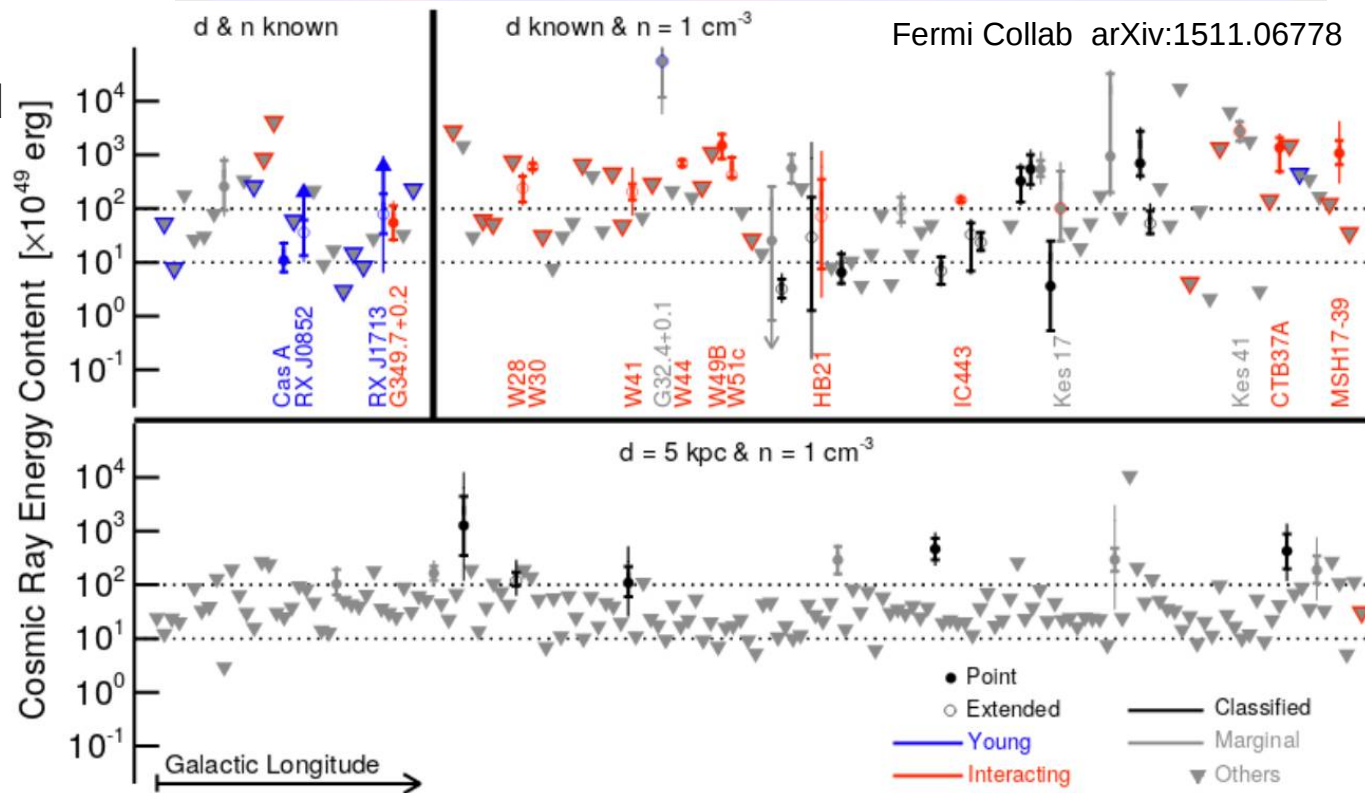 d & n known
d known & n = 1 cm⁻³
Fermi Collab arXiv:1511.06778
Cosmic Ray Energy Content [×10⁴⁹ erg]
10⁴
10³
10²
10¹
10⁰
10⁻¹
Cas A
RX J0852
RX J1713
G349.7+0.2
W28
W30
W41
G32.4+0.1
W44
W49B
W51c
HB21
IC443
Kes 17
Kes 41
CTB37A
MSH17-39
d = 5 kpc & n = 1 cm⁻³
10⁴
10³
10²
10¹
10⁰
10⁻¹
Galactic Longitude
Point
Extended
Young
Interacting
Classified
Marginal
Others